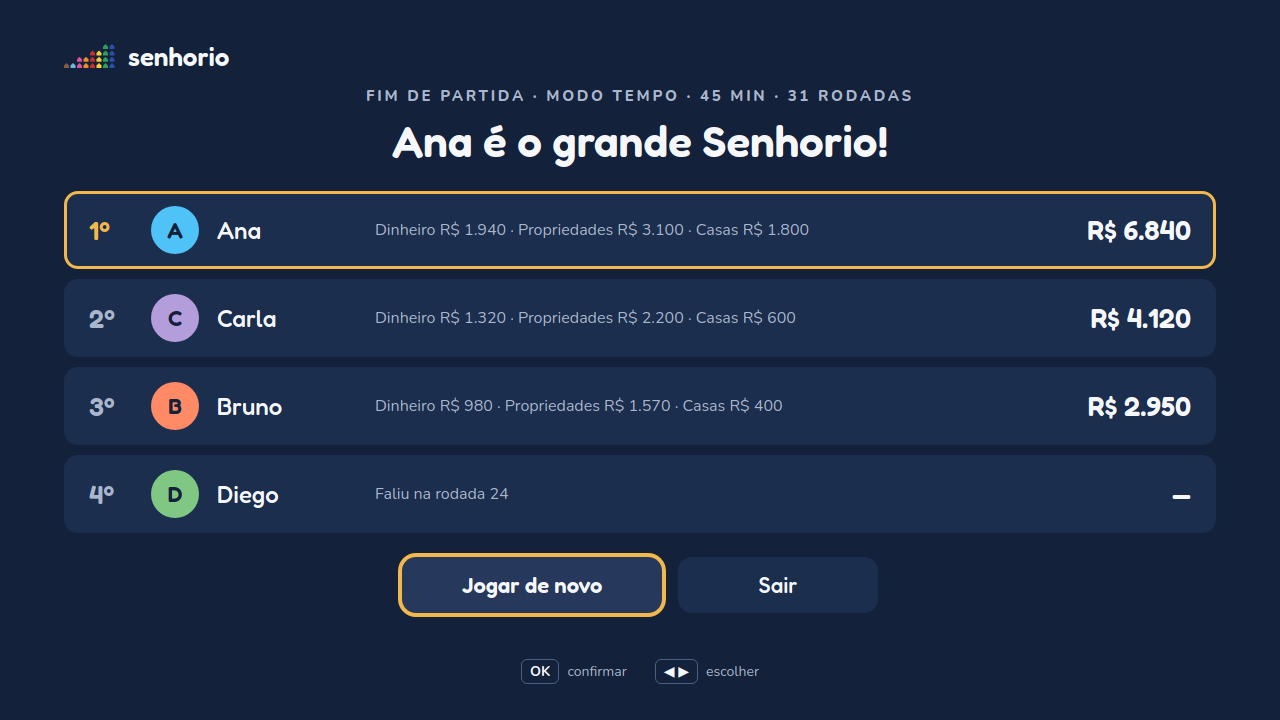 senhorio
FIM DE PARTIDA · MODO TEMPO · 45 MIN · 31 RODADAS
Ana é o grande Senhorio!
1º A Ana Dinheiro R$ 1.940 · Propriedades R$ 3.100 · Casas R$ 1.800 R$ 6.840
2º C Carla Dinheiro R$ 1.320 · Propriedades R$ 2.200 · Casas R$ 600 R$ 4.120
3º B Bruno Dinheiro R$ 980 · Propriedades R$ 1.570 · Casas R$ 400 R$ 2.950
4º D Diego Faliu na rodada 24 –
Jogar de novo Sair
OK confirmar ◀ ▶ escolher